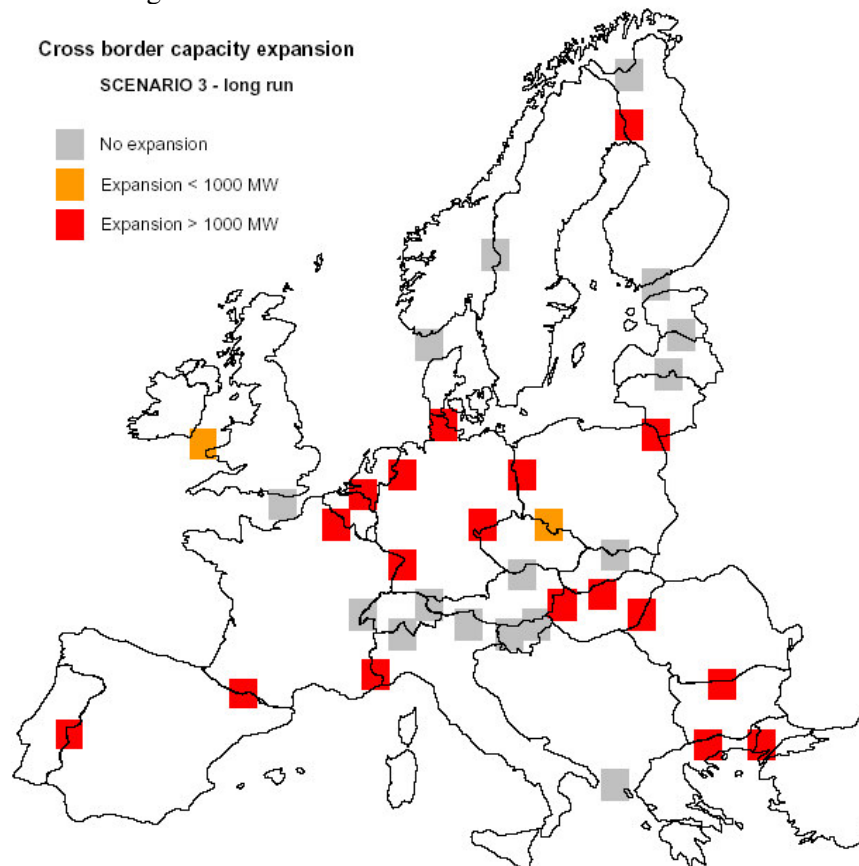 Cross border capacity expansion
SCENARIO 3 - long run
No expansion
Expansion < 1000 MW
Expansion > 1000 MW